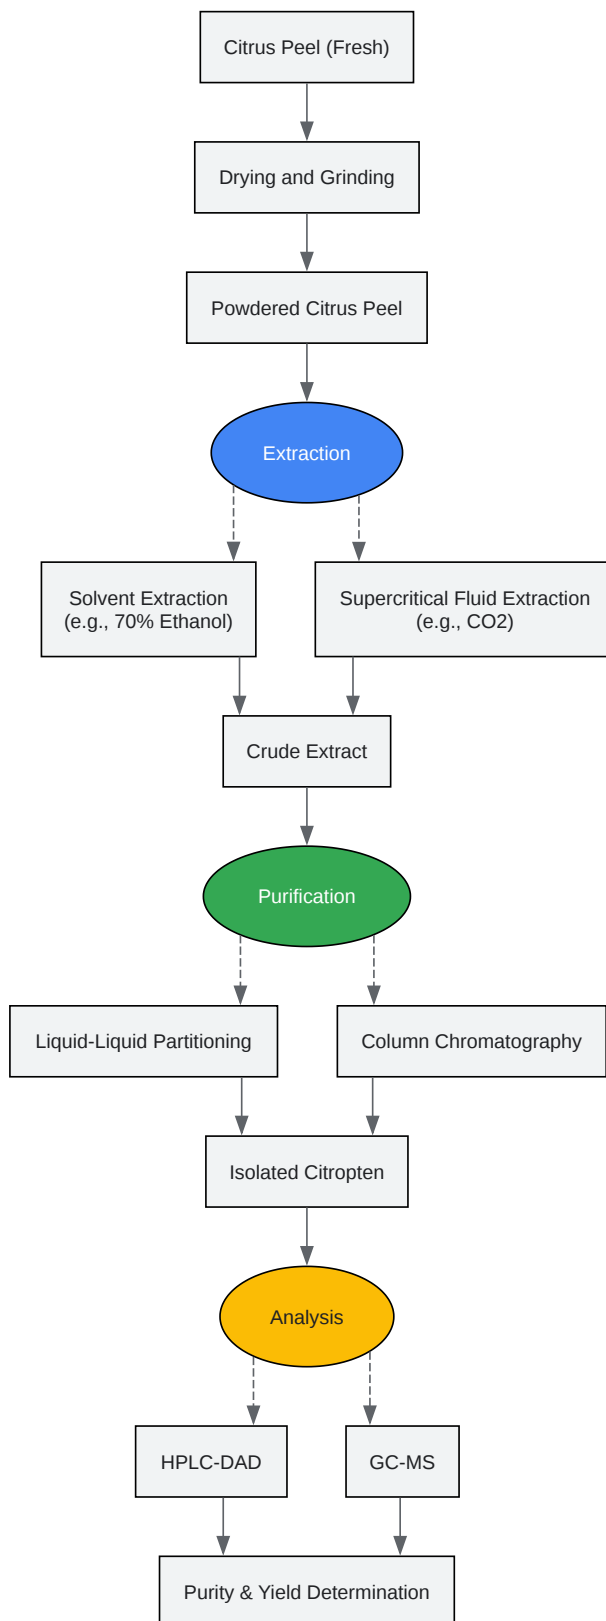 Citrus Peel (Fresh)
Drying and Grinding
Powdered Citrus Peel
Extraction
Solvent Extraction
(e.g., 70% Ethanol)
Supercritical Fluid Extraction
(e.g., CO2)
Crude Extract
Purification
Liquid-Liquid Partitioning
Column Chromatography
Isolated Citropten
Analysis
HPLC-DAD
GC-MS
Purity & Yield Determination